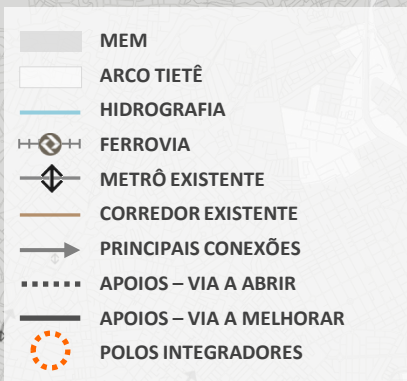 MEM
ARCO TIETÊ
HIDROGRAFIA
FERROVIA
METRÔ EXISTENTE
CORREDOR EXISTENTE
PRINCIPAIS CONEXÕES
APOIOS – VIA A ABRIR
APOIOS – VIA A MELHORAR
POLOS INTEGRADORES